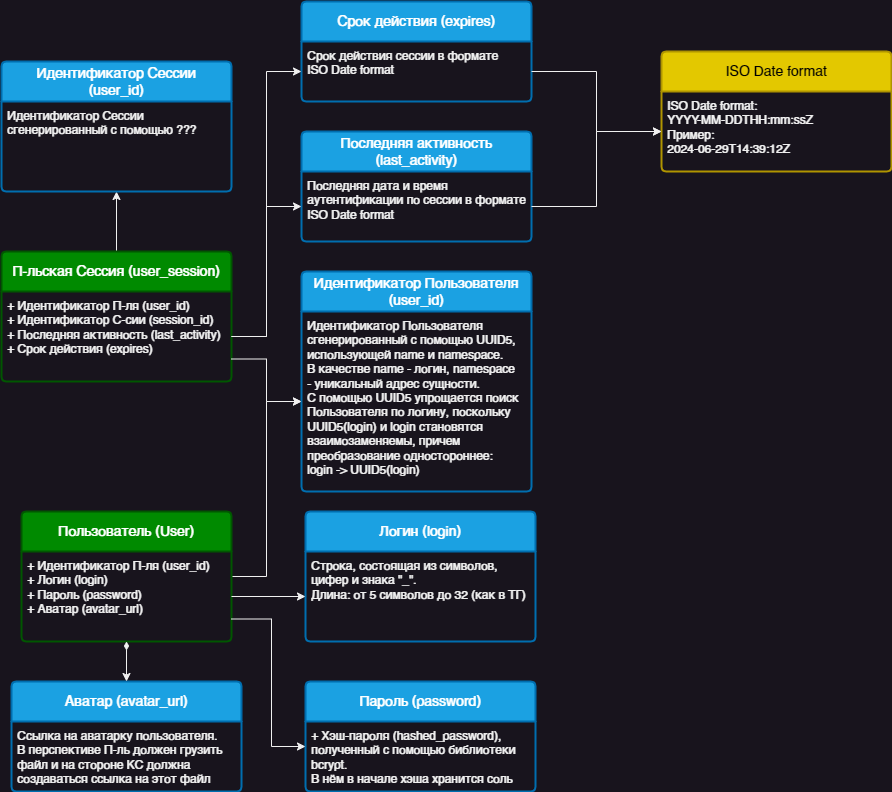 Срок действия (expires)
Срок действия сессии в формате
ISO Date format
ISO Date format
ISO Date format:
YYYY-MM-DDTHH:mm:ssZ
Пример:
2024-06-29T14:39:12Z
Идентификатор Сессии
(user_id)
Идентификатор Сессии
сгенерированный с помощью ???
Последняя активность
(last_activity)
Последняя дата и время
аутентификации по сессии в формате
ISO Date format
П-льская Сессия (user_session)
+ Идентификатор П-ля (user_id)
+ Идентификатор С-сии (session_id)
+ Последняя активность (last_activity)
+ Срок действия (expires)
Идентификатор Пользователя
(user_id)
Идентификатор Пользователя
сгенерированный с помощью UUID5,
использующей name и namespace.
В качестве name - логин, namespace
- уникальный адрес сущности.
С помощью UUID5 упрощается поиск
Пользователя по логину, поскольку
UUID5(login) и login становятся
взаимозаменяемы, причем
преобразование одностороннее:
login -> UUID5(login)
Пользователь (User)
+ Идентификатор П-ля (user_id)
+ Логин (login)
+ Пароль (password)
+ Аватар (avatar_url)
Логин (login)
Строка, состоящая из символов,
цифер и знака "_".
Длина: от 5 символов до 32 (как в ТГ)
Аватар (avatar_url)
Ссылка на аватарку пользователя.
В перспективе П-ль должен грузить
файл и на стороне КС должна
создаваться ссылка на этот файл
Пароль (password)
+ Хэш-пароля (hashed_password),
полученный с помощью библиотеки
bcrypt.
В нём в начале хэша хранится соль